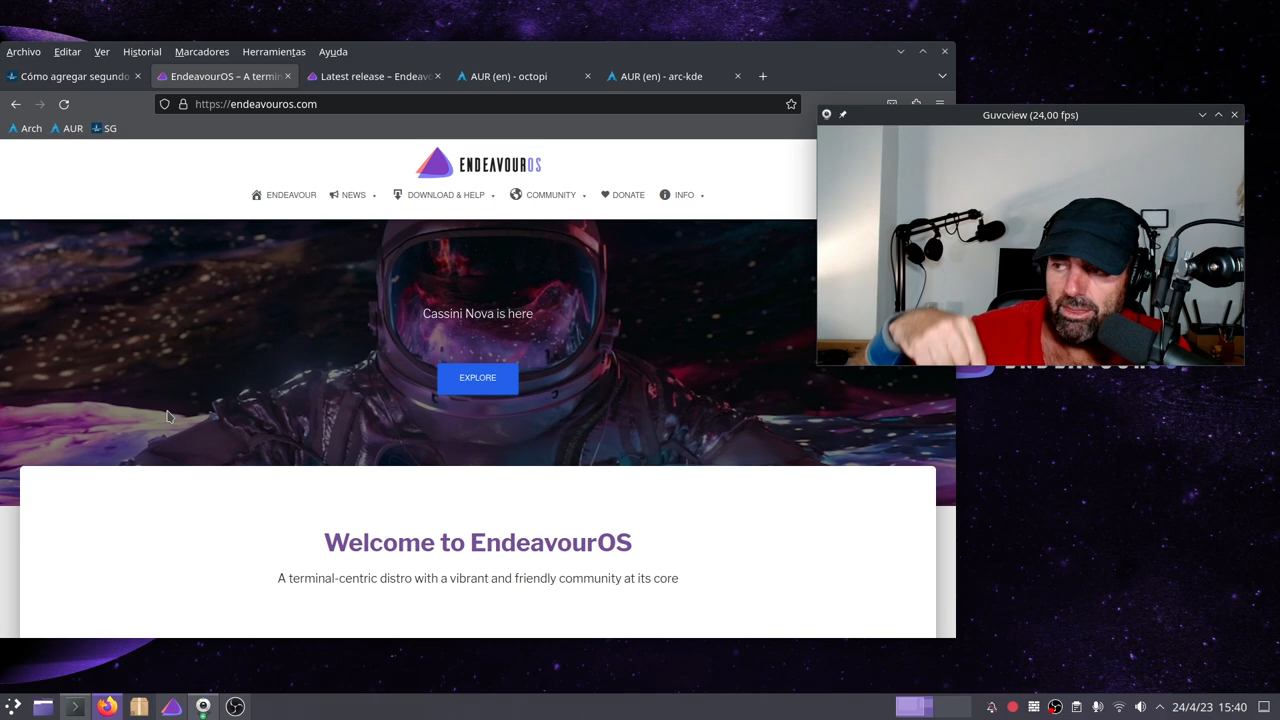 Archivo Editar Ver Historial Marcadores Herramientas Ayuda
Cómo agregar segundo
EndeavourOS – A termin
Latest release – Endeavo
AUR (en) - octopi
AUR (en) - arc-kde
https://endeavouros.com
Arch AUR SG
Guvcview (24,00 fps)
ENDEAVOUROS
ENDEAVOUR NEWS DOWNLOAD & HELP COMMUNITY DONATE INFO
Cassini Nova is here
EXPLORE
Welcome to EndeavourOS
A terminal-centric distro with a vibrant and friendly community at its core
24/4/23 15:40